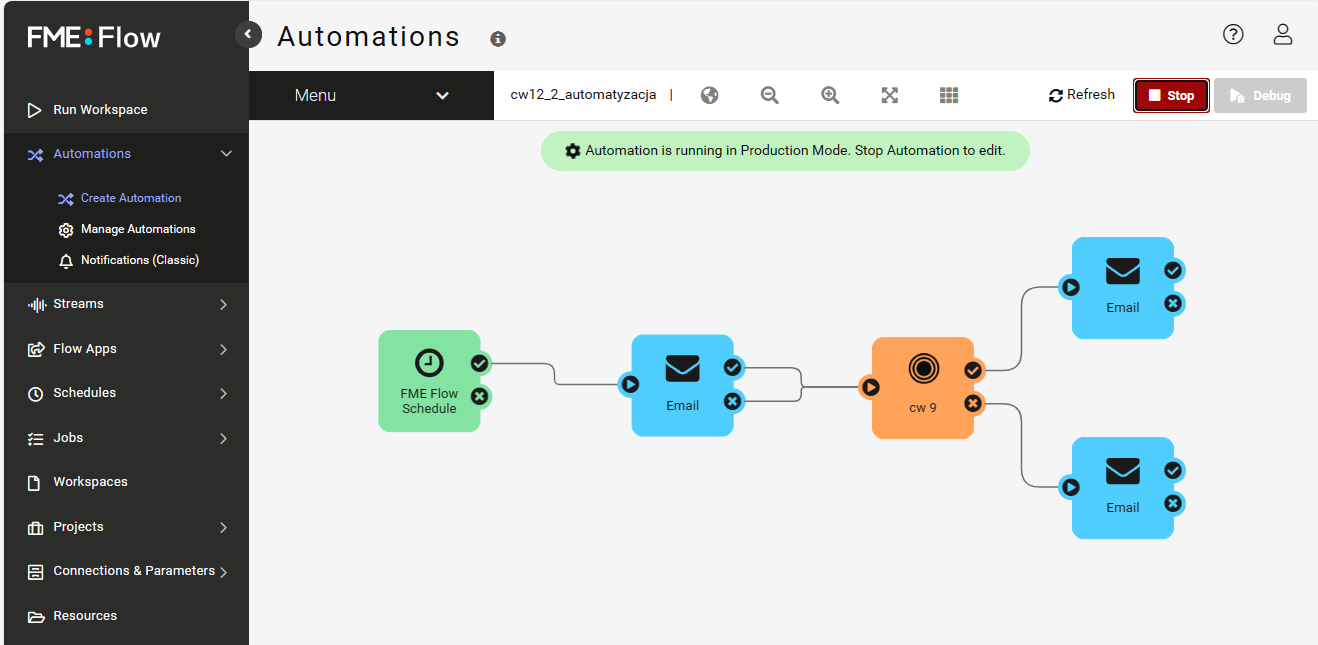 FME:Flow
Automations
Run Workspace
Automations
Create Automation
Manage Automations
Notifications (Classic)
Streams
Flow Apps
Schedules
Jobs
Workspaces
Projects
Connections & Parameters
Resources
Menu
cw12_2_automatyzacja |
Refresh
Stop
Debug
Automation is running in Production Mode. Stop Automation to edit.
FME Flow
Schedule
Email
cw 9
Email
Email